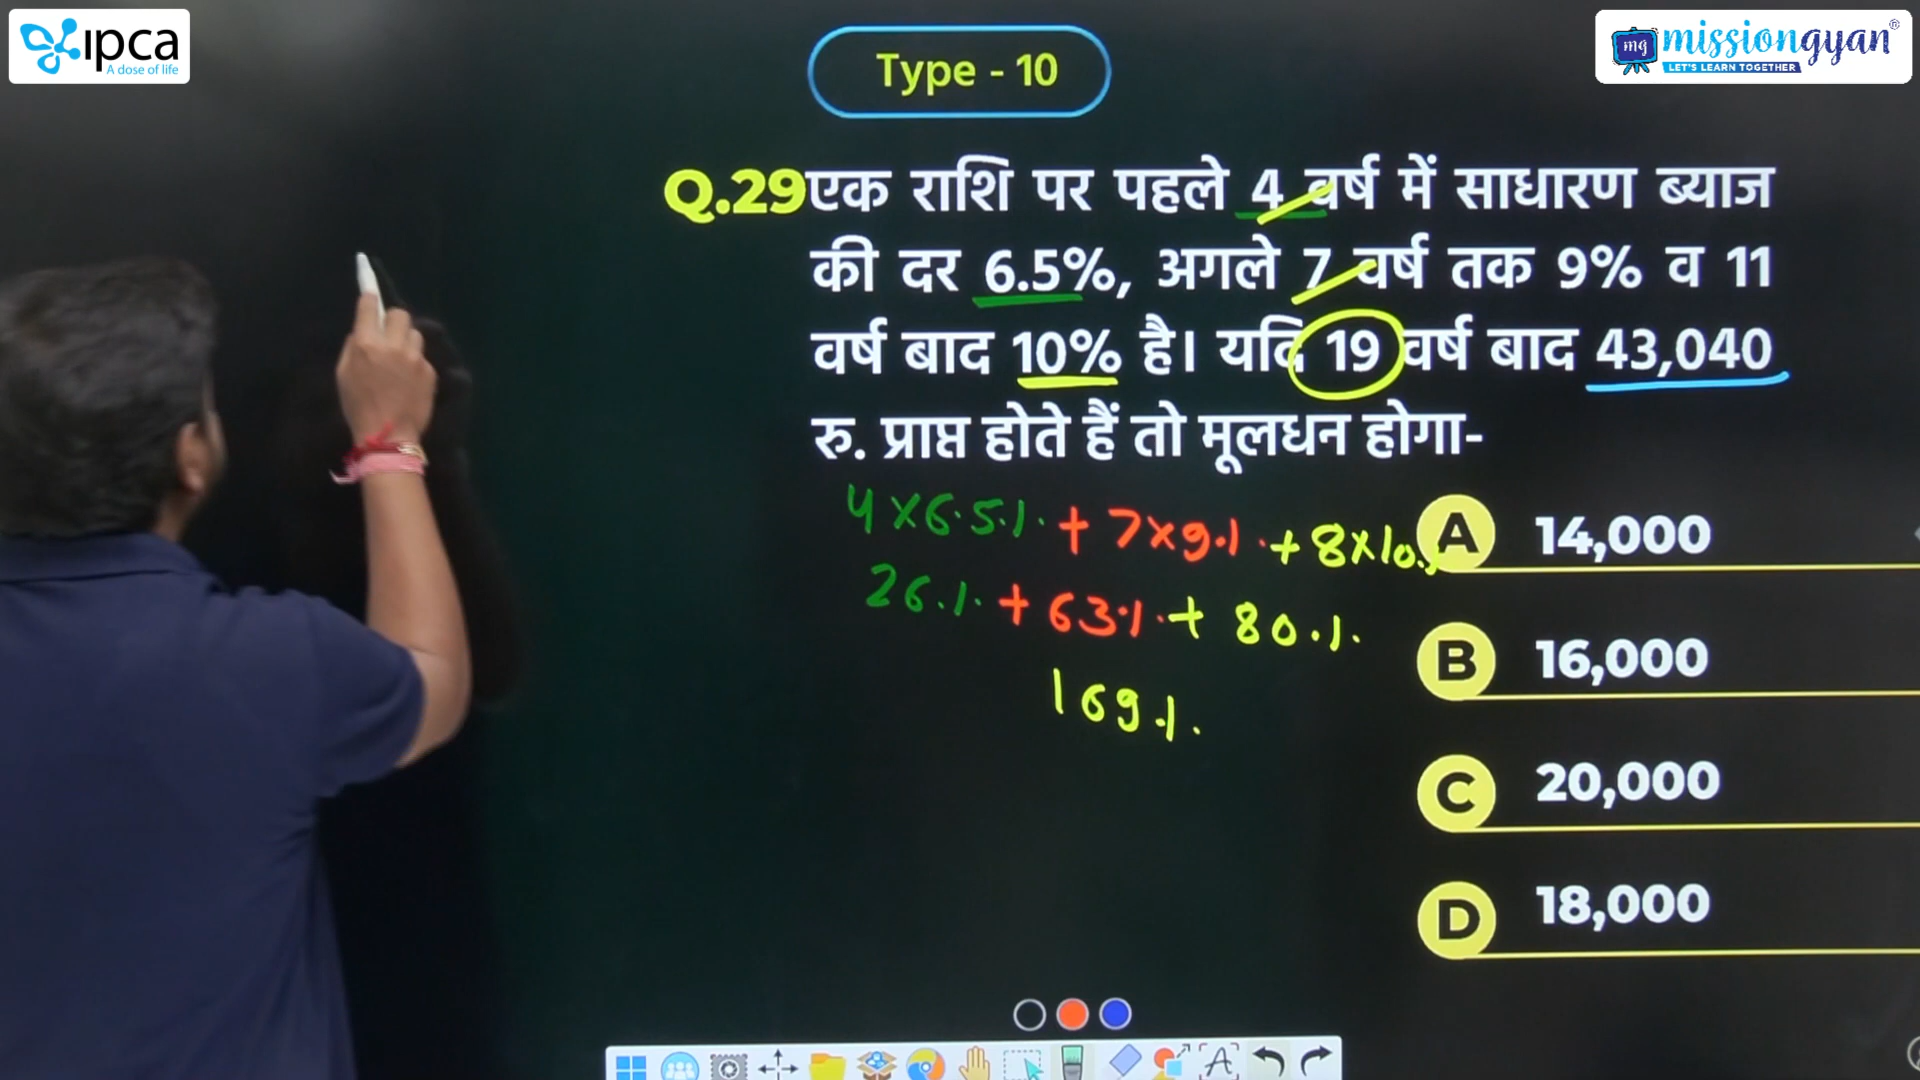 ipca
A dose of life
missiongyan®
mg
LET'S LEARN TOGETHER
Type - 10
Q.29 एक राशि पर पहले 4 वर्ष में साधारण ब्याज
की दर 6.5%, अगले 7 वर्ष तक 9% व 11
वर्ष बाद 10% है। यदि 19 वर्ष बाद 43,040
रु. प्राप्त होते हैं तो मूलधन होगा-
4×6.5% + 7×9% + 8×10%
26% + 63% + 80%
169%
A 14,000
B 16,000
C 20,000
D 18,000